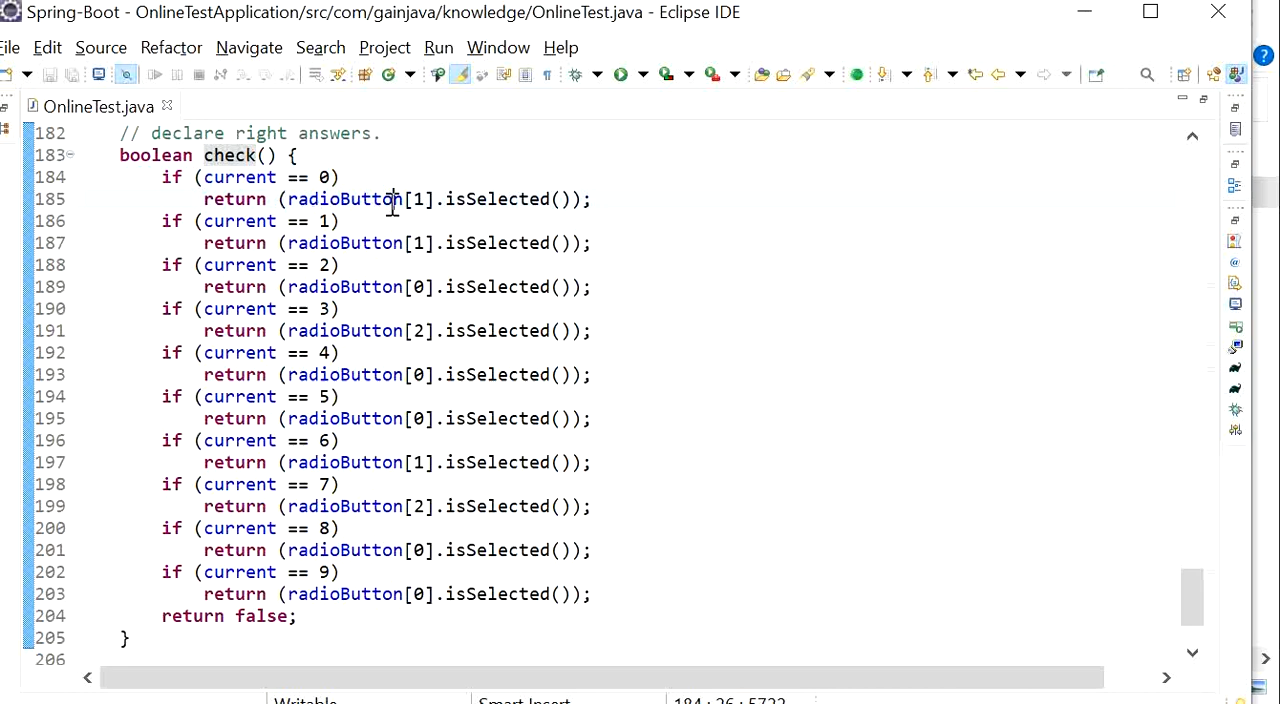 Spring-Boot - OnlineTestApplication/src/com/gainjava/knowledge/OnlineTest.java - Eclipse IDE
File Edit Source Refactor Navigate Search Project Run Window Help
OnlineTest.java
182 // declare right answers.
183 boolean check() {
184 if (current == 0)
185 return (radioButton[1].isSelected());
186 if (current == 1)
187 return (radioButton[1].isSelected());
188 if (current == 2)
189 return (radioButton[0].isSelected());
190 if (current == 3)
191 return (radioButton[2].isSelected());
192 if (current == 4)
193 return (radioButton[0].isSelected());
194 if (current == 5)
195 return (radioButton[0].isSelected());
196 if (current == 6)
197 return (radioButton[1].isSelected());
198 if (current == 7)
199 return (radioButton[2].isSelected());
200 if (current == 8)
201 return (radioButton[0].isSelected());
202 if (current == 9)
203 return (radioButton[0].isSelected());
204 return false;
205 }
206
Writable Smart Insert 184 : 26 : 5722